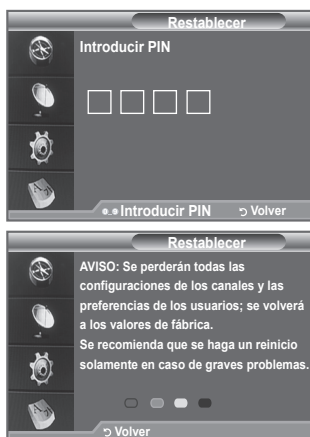 Restablecer
Introducir PIN
Introducir PIN
Volver
Restablecer
AVISO: Se perderán todas las
configuraciones de los canales y las
preferencias de los usuarios; se volverá
a los valores de fábrica.
Se recomienda que se haga un reinicio
solamente en caso de graves problemas.
Volver